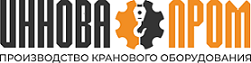 ИННОВА ПРОМ
ПРОИЗВОДСТВО КРАНОВОГО ОБОРУДОВАНИЯ